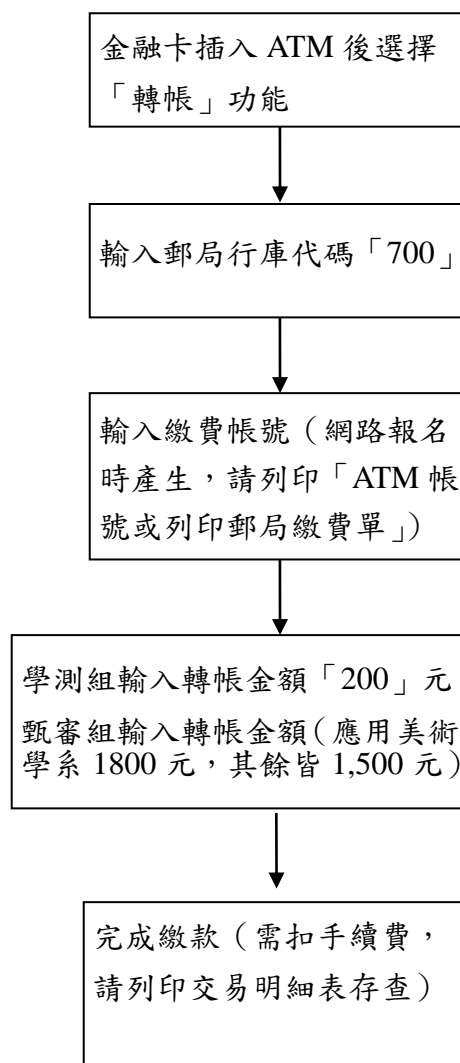 金融卡插入 ATM 後選擇
「轉帳」功能
輸入郵局行庫代碼「700」
輸入繳費帳號（網路報名
時產生，請列印「ATM 帳
號或列印郵局繳費單」）
學測組輸入轉帳金額「200」元
甄審組輸入轉帳金額（應用美術
學系 1800 元，其餘皆 1,500 元）
完成繳款（需扣手續費，
請列印交易明細表存查）